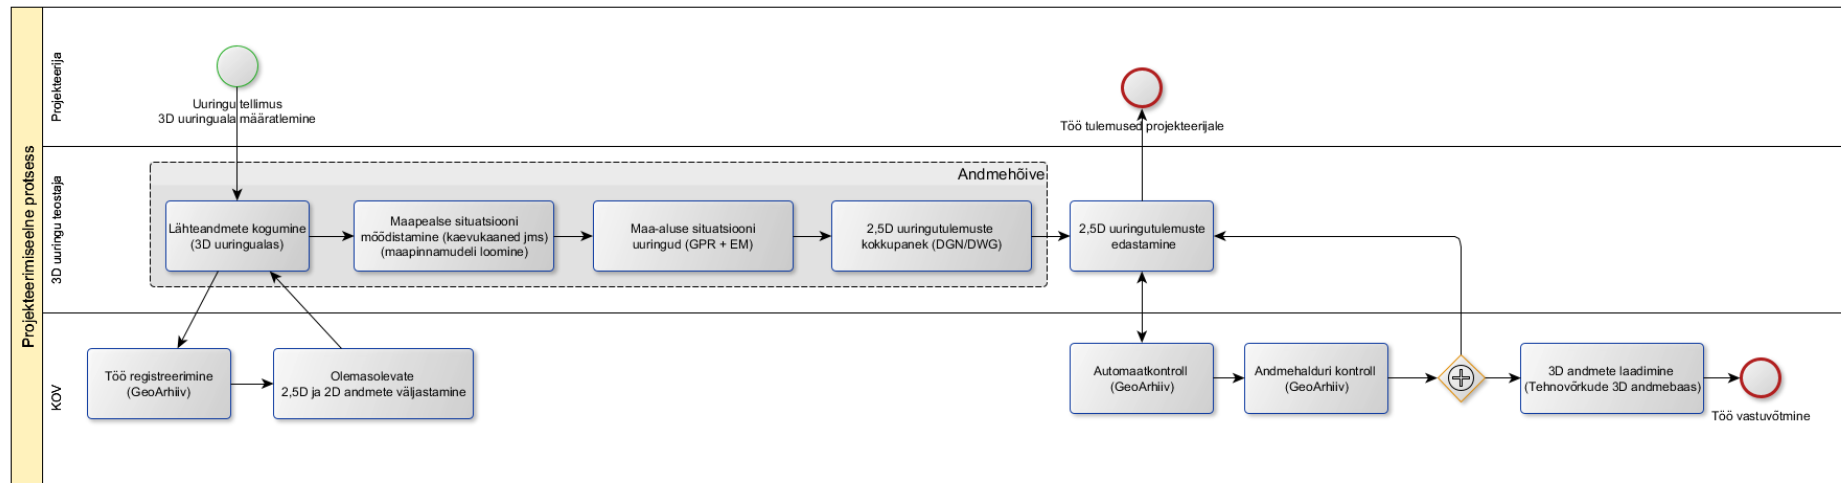 Projekteerimiseelne protsess
Projekteerija
Uuringu tellimus
3D uuringuala määratlemine
Töö tulemused projekteerijale
3D uuringu teostaja
Andmehõive
Lähteandmete kogumine
(3D uuringualas)
Maapealse situatsiooni
mõõdistamine (kaevukaaned jms)
(maapinnamudeli loomine)
Maa-aluse situatsiooni
uuringud (GPR + EM)
2,5D uuringutulemuste
kokkupanek (DGN/DWG)
2,5D uuringutulemuste
edastamine
KOV
Töö registreerimine
(GeoArhiiv)
Olemasolevate
2,5D ja 2D andmete väljastamine
Automaatkontroll
(GeoArhiiv)
Andmehalduri kontroll
(GeoArhiiv)
3D andmete laadimine
(Tehnovõrkude 3D andmebaas)
Töö vastuvõtmine